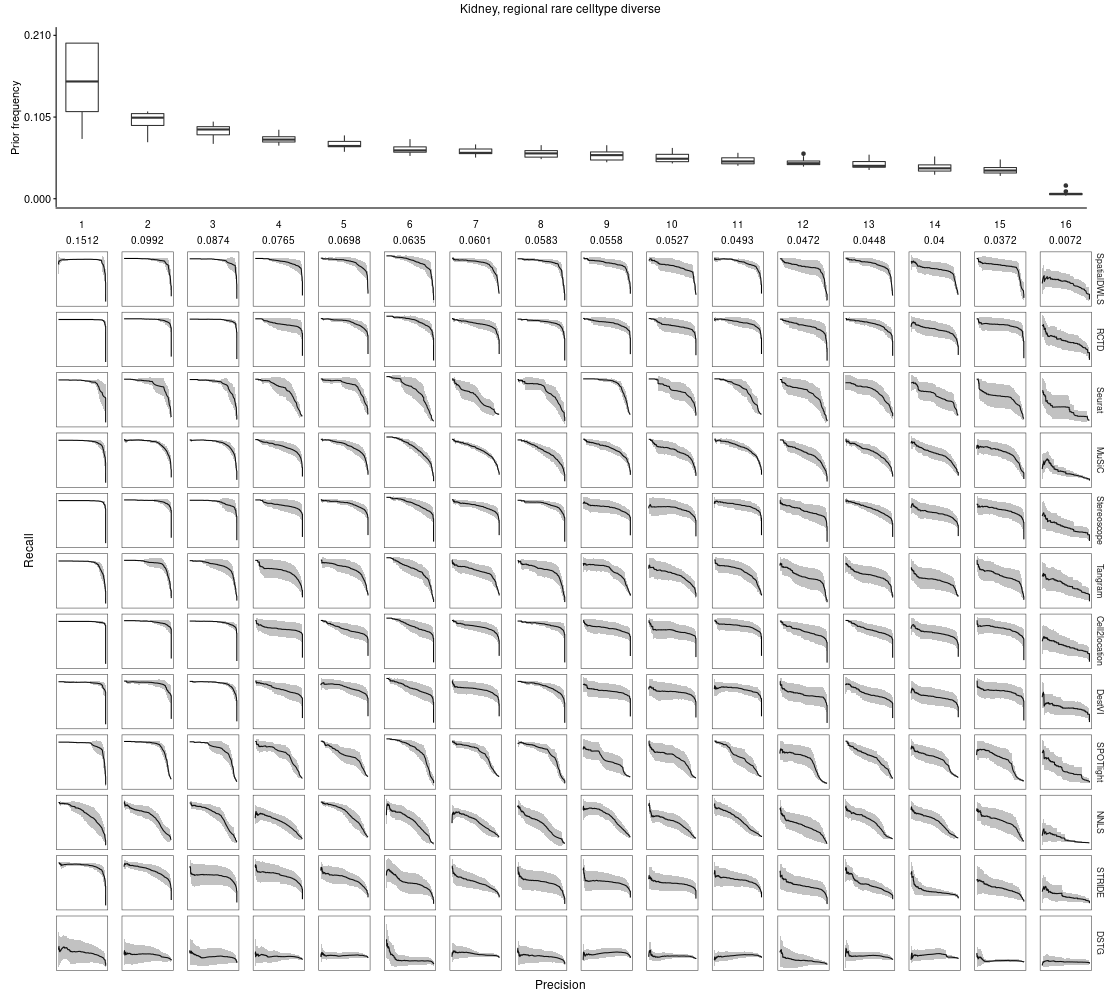 Kidney, regional rare celltype diverse
Prior frequency
0.210
0.105
0.000
1 2 3 4 5 6 7 8 9 10 11 12 13 14 15 16
0.1512 0.0992 0.0874 0.0765 0.0698 0.0635 0.0601 0.0583 0.0558 0.0527 0.0493 0.0472 0.0448 0.04 0.0372 0.0072
SpatialDWLS
RCTD
Seurat
MuSiC
Stereoscope
Recall
Tangram
Cell2location
DestVI
SPOTlight
NNLS
STRIDE
DSTG
Precision